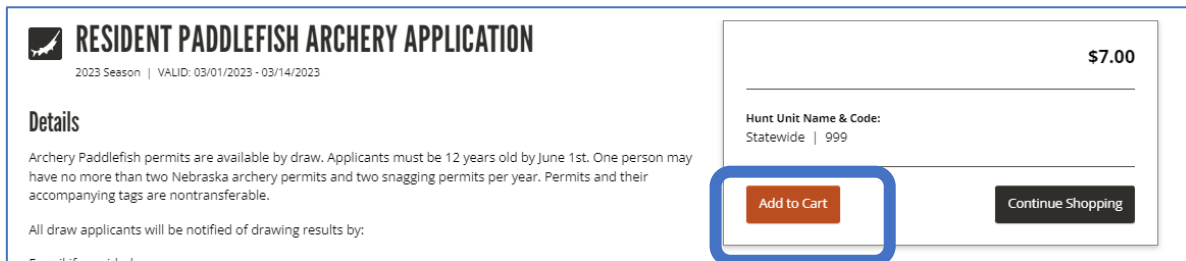 RESIDENT PADDLEFISH ARCHERY APPLICATION
2023 Season | VALID: 03/01/2023 - 03/14/2023
Details
Archery Paddlefish permits are available by draw. Applicants must be 12 years old by June 1st. One person may
have no more than two Nebraska archery permits and two snagging permits per year. Permits and their
accompanying tags are nontransferable.
All draw applicants will be notified of drawing results by:
$7.00
Hunt Unit Name & Code:
Statewide | 999
Add to Cart
Continue Shopping